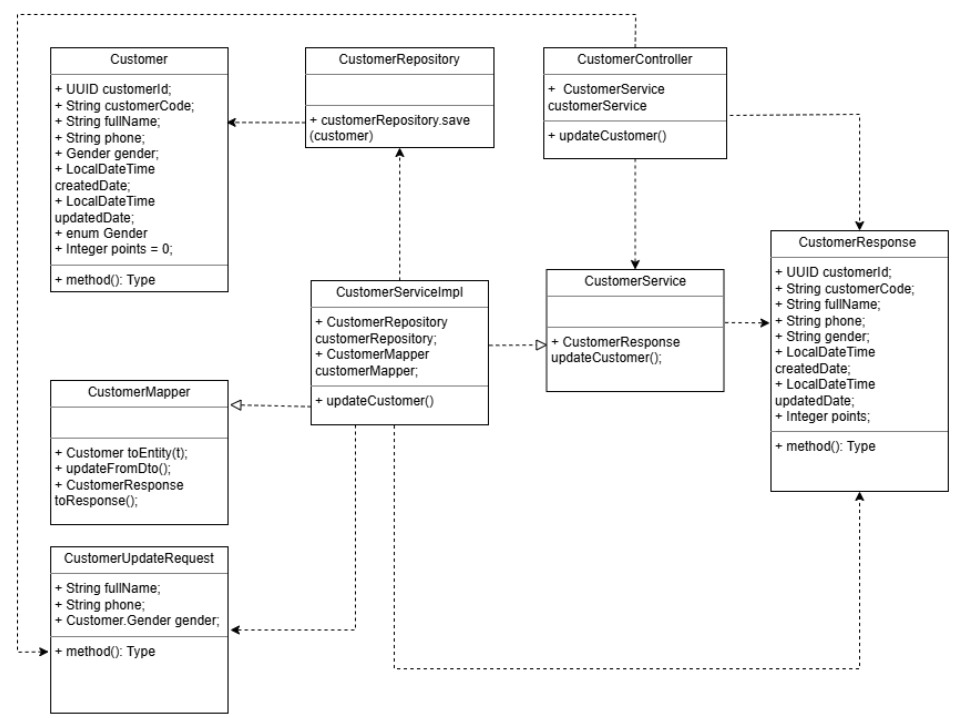 Customer
+ UUID customerId;
+ String customerCode;
+ String fullName;
+ String phone;
+ Gender gender;
+ LocalDateTime
createdDate;
+ LocalDateTime
updatedDate;
+ enum Gender
+ Integer points = 0;
+ method(): Type
CustomerRepository
+ customerRepository.save
(customer)
CustomerController
+ CustomerService
customerService
+ updateCustomer()
CustomerResponse
+ UUID customerId;
+ String customerCode;
+ String fullName;
+ String phone;
+ String gender;
+ LocalDateTime
createdDate;
+ LocalDateTime
updatedDate;
+ Integer points;
+ method(): Type
CustomerServiceImpl
+ CustomerRepository
customerRepository;
+ CustomerMapper
customerMapper;
+ updateCustomer()
CustomerService
+ CustomerResponse
updateCustomer();
CustomerMapper
+ Customer toEntity(t);
+ updateFromDto();
+ CustomerResponse
toResponse();
CustomerUpdateRequest
+ String fullName;
+ String phone;
+ Customer.Gender gender;
+ method(): Type